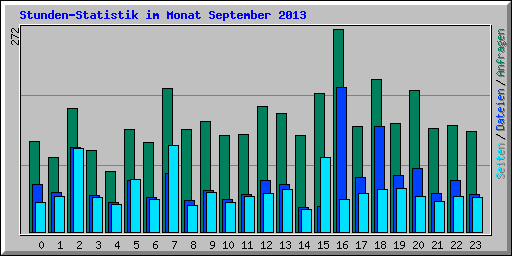 Stunden-Statistik im Monat September 2013
272
Seiten/Dateien/Anfragen
0 1 2 3 4 5 6 7 8 9 10 11 12 13 14 15 16 17 18 19 20 21 22 23